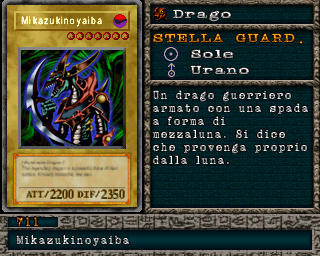 Mikazukinoyaiba
ATT/2200 DIF/2350
Drago
STELLA GUARD.
Sole
Urano
Un drago guerriero
armato con una spada
a forma di
mezzaluna. Si dice
che provenga proprio
dalla luna.
711
Mikazukinoyaiba